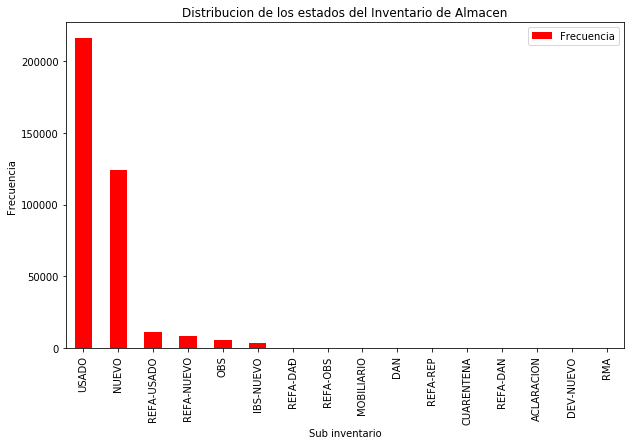 Distribucion de los estados del Inventario de Almacen
Frecuencia
Frecuencia
200000
150000
100000
50000
0
USADO
NUEVO
REFA-USADO
REFA-NUEVO
OBS
IBS-NUEVO
REFA-DAÐ
REFA-OBS
MOBILIARIO
DAN
REFA-REP
CUARENTENA
REFA-DAN
ACLARACION
DEV-NUEVO
RMA
Sub inventario